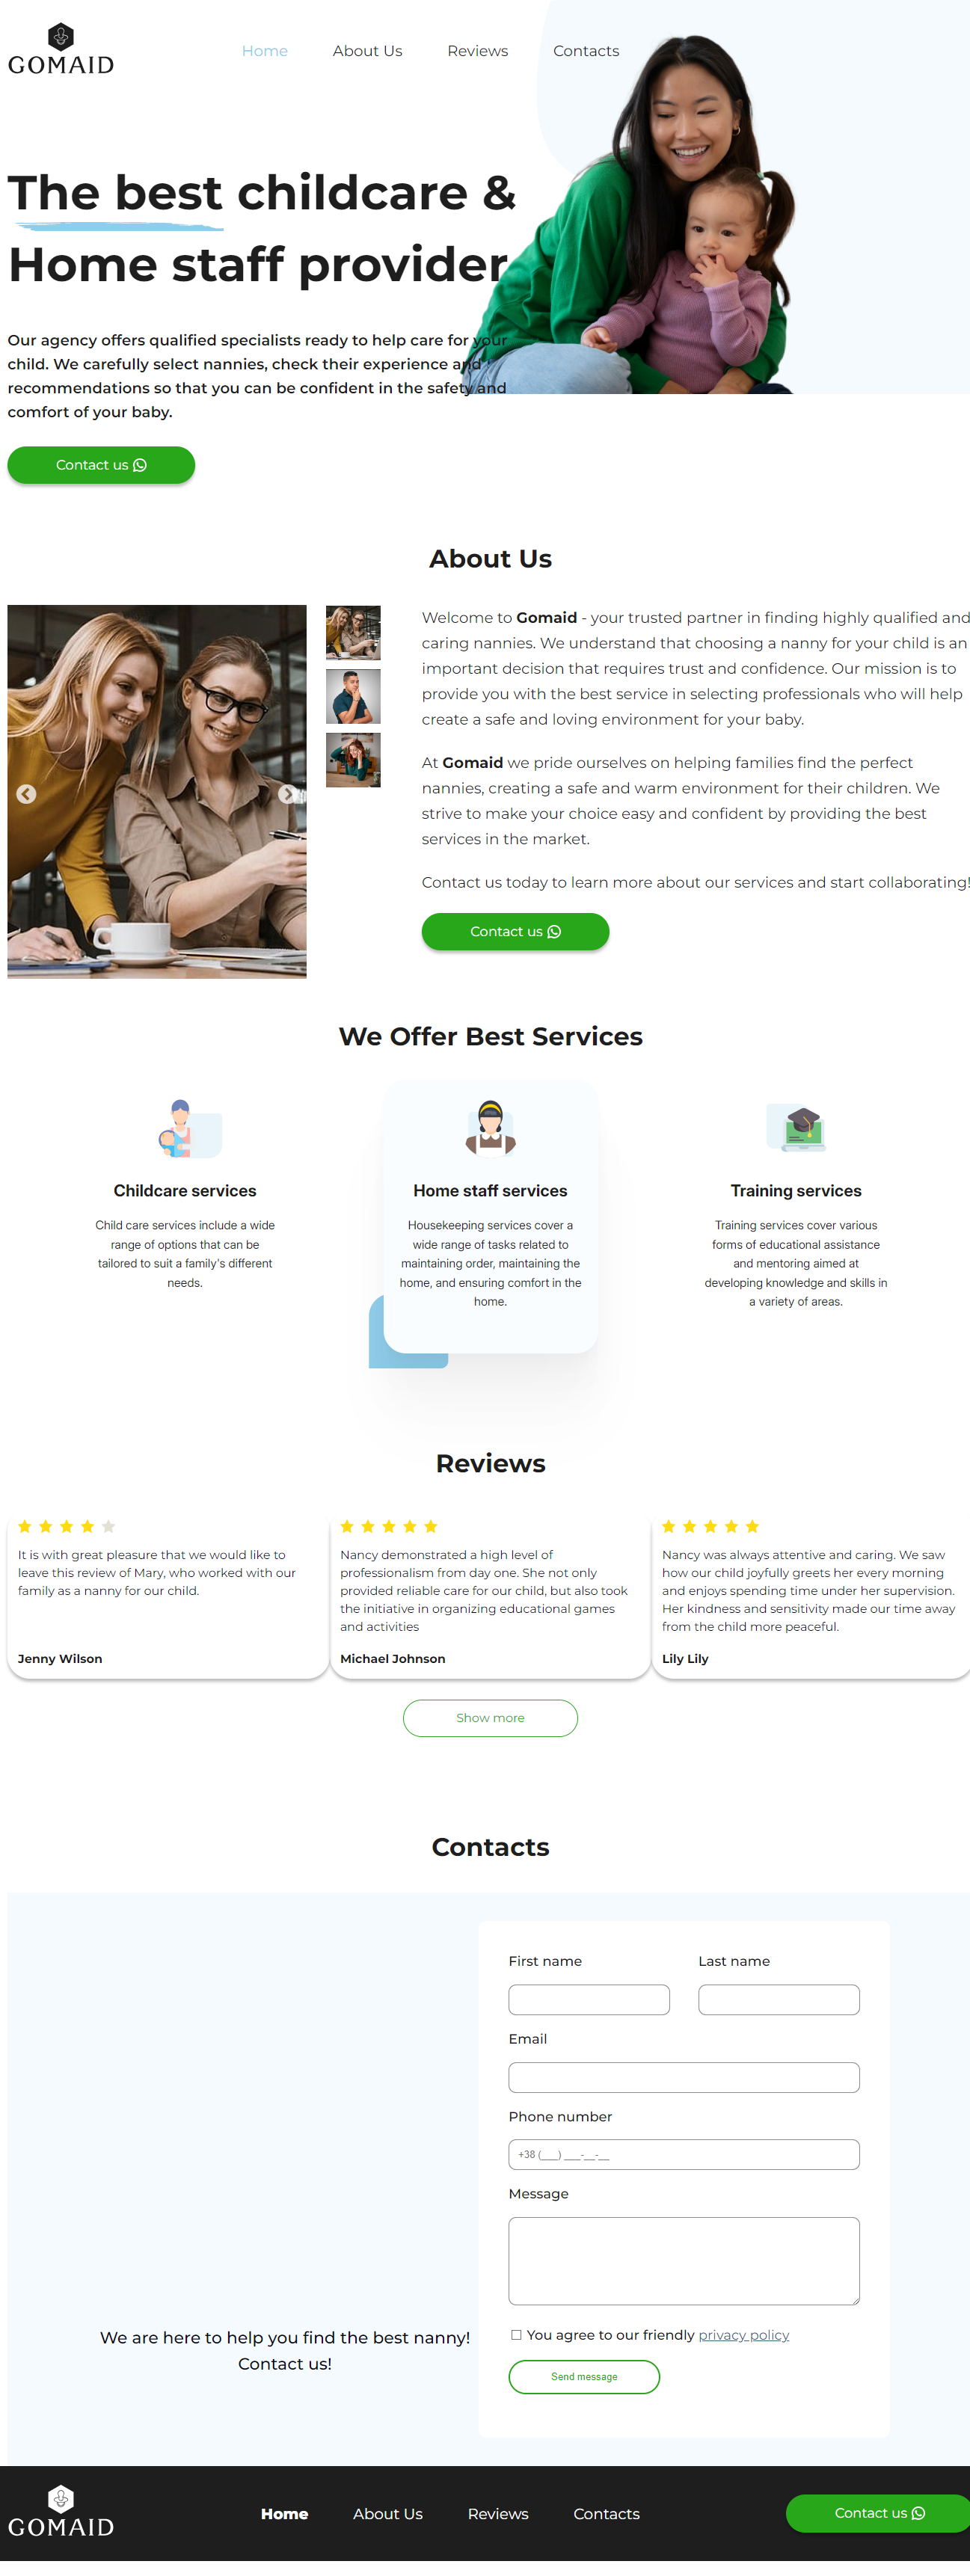 GOMAID
Home About Us Reviews Contacts
The best childcare &
Home staff provider
Our agency offers qualified specialists ready to help care for your
child. We carefully select nannies, check their experience and
recommendations so that you can be confident in the safety and
comfort of your baby.
Contact us
About Us
Welcome to Gomaid - your trusted partner in finding highly qualified and
caring nannies. We understand that choosing a nanny for your child is an
important decision that requires trust and confidence. Our mission is to
provide you with the best service in selecting professionals who will help
create a safe and loving environment for your baby.
At Gomaid we pride ourselves on helping families find the perfect
nannies, creating a safe and warm environment for their children. We
strive to make your choice easy and confident by providing the best
services in the market.
Contact us today to learn more about our services and start collaborating!
Contact us
We Offer Best Services
Childcare services
Child care services include a wide
range of options that can be
tailored to suit a family's different
needs.
Home staff services
Housekeeping services cover a
wide range of tasks related to
maintaining order, maintaining the
home, and ensuring comfort in the
home.
Training services
Training services cover various
forms of educational assistance
and mentoring aimed at
developing knowledge and skills in
a variety of areas.
Reviews
It is with great pleasure that we would like to
leave this review of Mary, who worked with our
family as a nanny for our child.
Jenny Wilson
Nancy demonstrated a high level of
professionalism from day one. She not only
provided reliable care for our child, but also took
the initiative in organizing educational games
and activities
Michael Johnson
Nancy was always attentive and caring. We saw
how our child joyfully greets her every morning
and enjoys spending time under her supervision.
Her kindness and sensitivity made our time away
from the child more peaceful.
Lily Lily
Show more
Contacts
We are here to help you find the best nanny!
Contact us!
First name Last name
Email
Phone number
+38 (___) ___-__-__
Message
You agree to our friendly privacy policy
Send message
GOMAID
Home About Us Reviews Contacts
Contact us